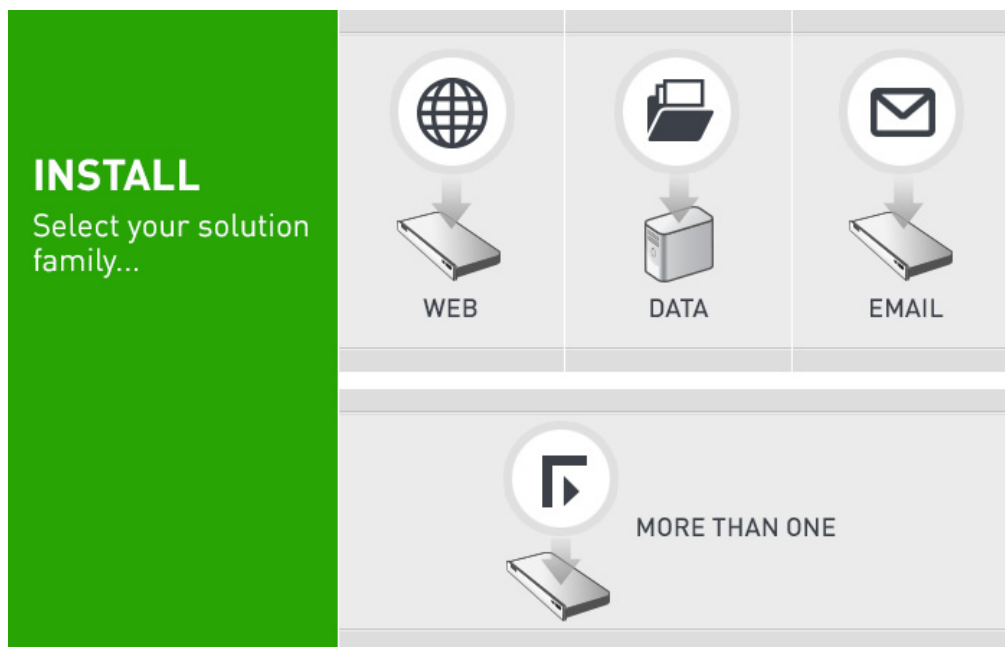 INSTALL
Select your solution
family...
WEB
DATA
EMAIL
MORE THAN ONE